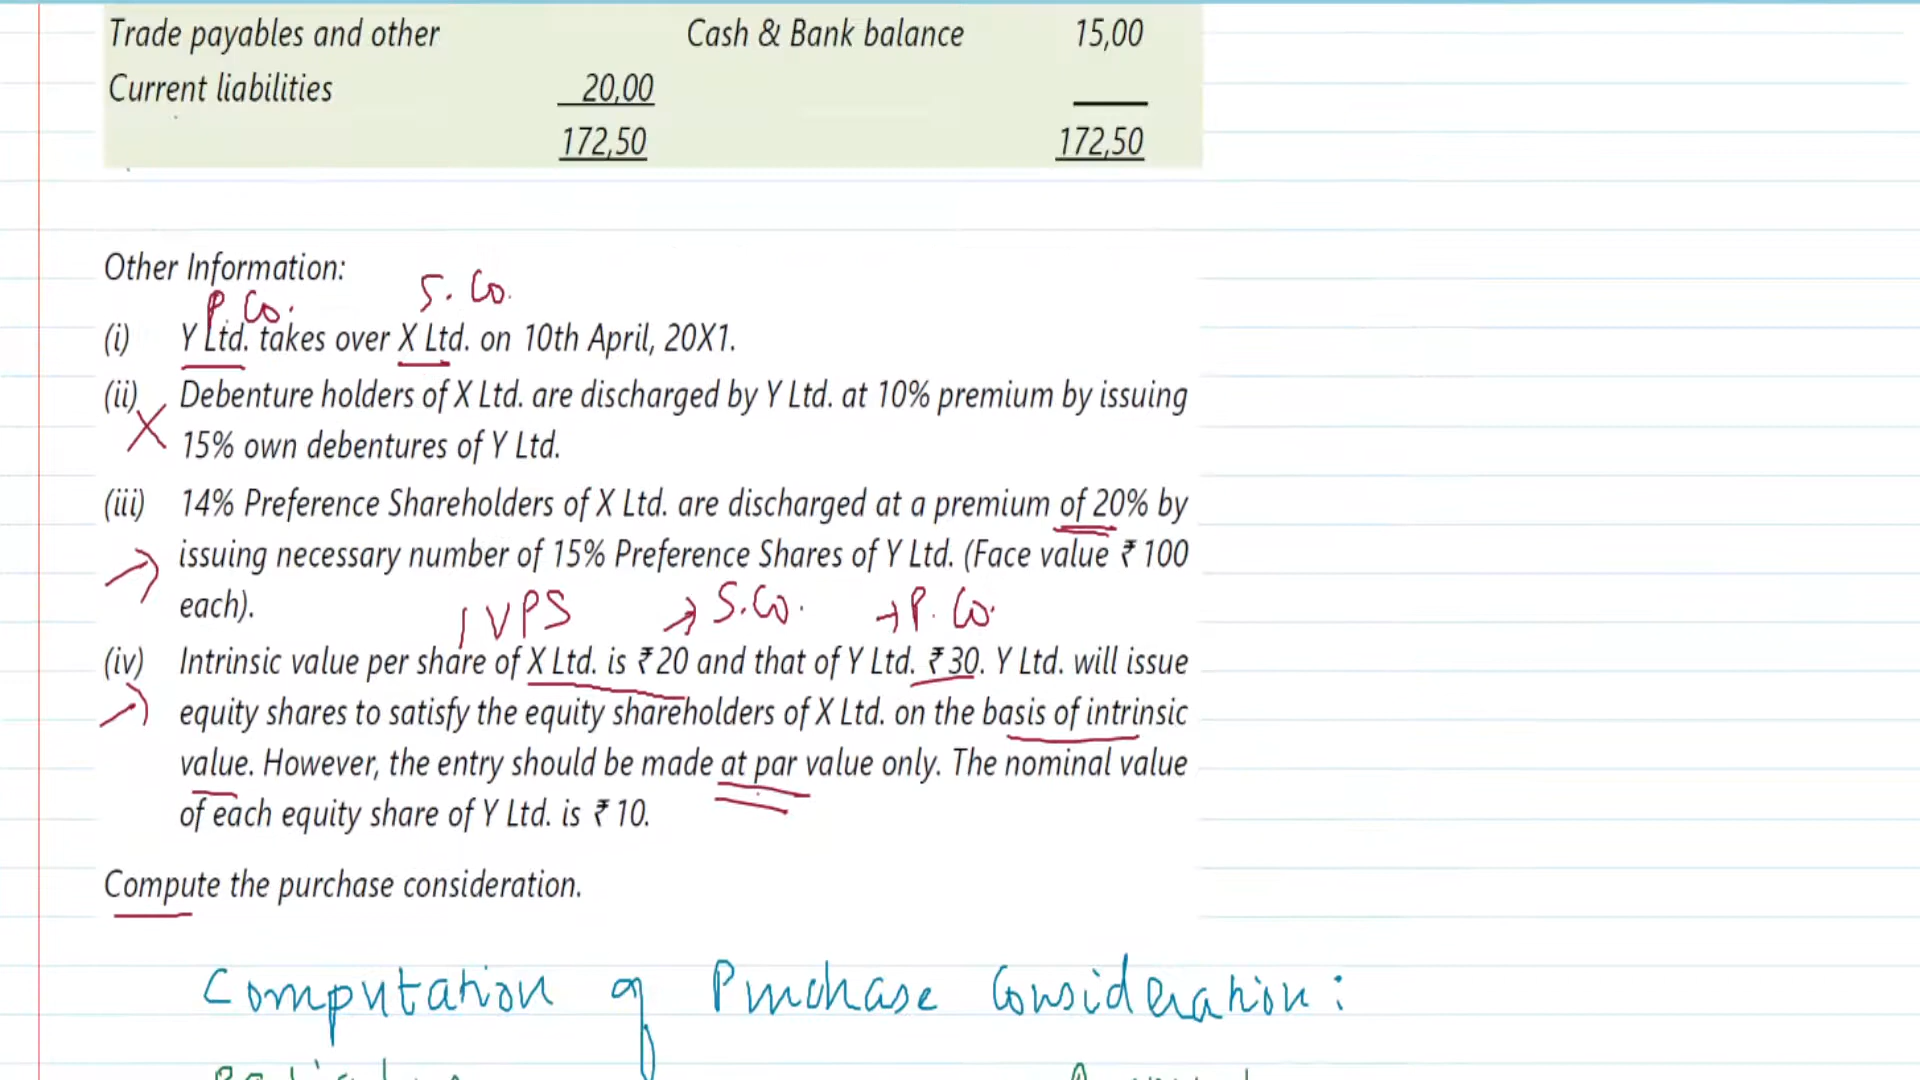 Trade payables and other Cash & Bank balance 15,00
Current liabilities 20,00
172,50 172,50
Other Information:
P. Co. S. Co.
(i) Y Ltd. takes over X Ltd. on 10th April, 20X1.
(ii) Debenture holders of X Ltd. are discharged by Y Ltd. at 10% premium by issuing
15% own debentures of Y Ltd.
(iii) 14% Preference Shareholders of X Ltd. are discharged at a premium of 20% by
issuing necessary number of 15% Preference Shares of Y Ltd. (Face value ₹ 100
each).
IVPS → S.Co. → P. Co.
(iv) Intrinsic value per share of X Ltd. is ₹ 20 and that of Y Ltd. ₹ 30. Y Ltd. will issue
equity shares to satisfy the equity shareholders of X Ltd. on the basis of intrinsic
value. However, the entry should be made at par value only. The nominal value
of each equity share of Y Ltd. is ₹ 10.
Compute the purchase consideration.
Computation of Purchase Consideration: